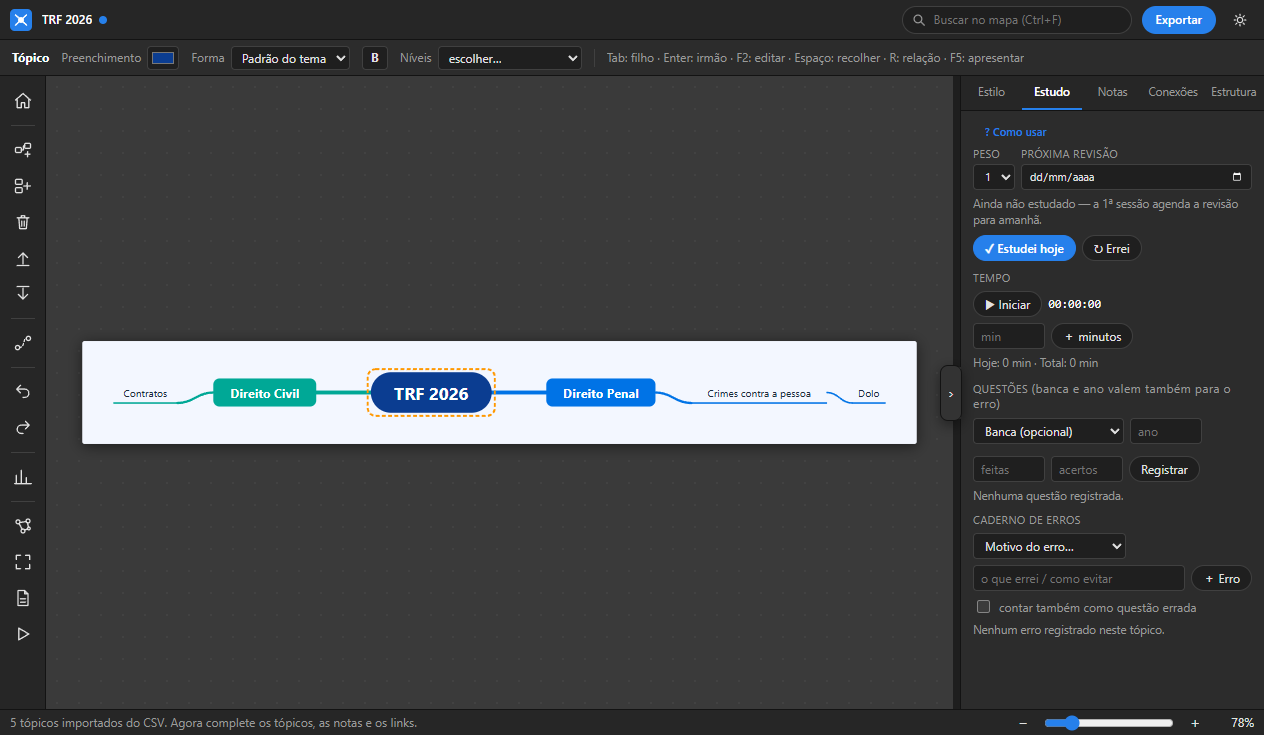 TRF 2026
Buscar no mapa (Ctrl+F)
Exportar
Tópico
Preenchimento
Forma
Padrão do tema
B
Níveis
escolher...
Tab: filho · Enter: irmão · F2: editar · Espaço: recolher · R: relação · F5: apresentar
Estilo
Estudo
Notas
Conexões
Estrutura
? Como usar
PESO
PRÓXIMA REVISÃO
1
dd/mm/aaaa
Ainda não estudado — a 1ª sessão agenda a revisão
para amanhã.
✓ Estudei hoje
↻ Errei
TEMPO
▶ Iniciar
00:00:00
min
+ minutos
Hoje: 0 min · Total: 0 min
QUESTÕES (banca e ano valem também para o
erro)
Banca (opcional)
ano
feitas
acertos
Registrar
Nenhuma questão registrada.
CADERNO DE ERROS
Motivo do erro...
o que errei / como evitar
+ Erro
contar também como questão errada
Nenhum erro registrado neste tópico.
Contratos
Direito Civil
TRF 2026
Direito Penal
Crimes contra a pessoa
Dolo
›
5 tópicos importados do CSV. Agora complete os tópicos, as notas e os links.
−
+
78%